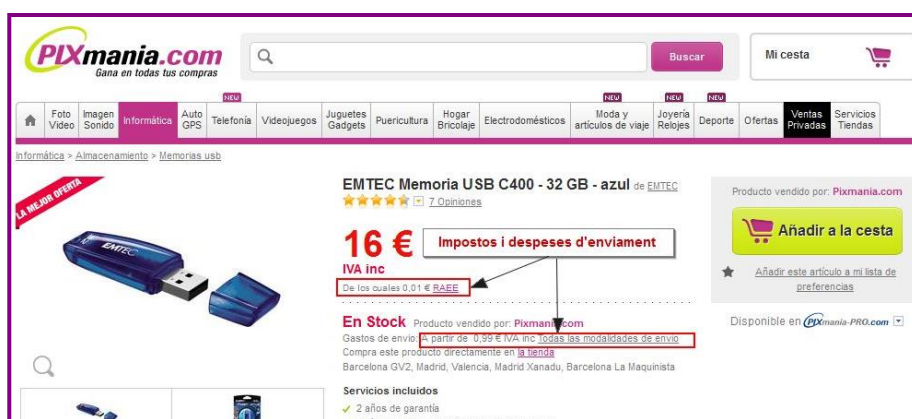 PIXmania.com
Gana en todas tus compras
Buscar
Mi cesta
NEW
NEW
NEW
NEW
Foto Video
Imagen Sonido
Informática
Auto GPS
Telefonía
Videojuegos
Juguetes Gadgets
Puericultura
Hogar Bricolaje
Electrodomésticos
Moda y artículos de viaje
Joyería Relojes
Deporte
Ofertas
Ventas Privadas
Servicios Tiendas
Informática > Almacenamiento > Memorias usb
LA MEJOR OFERTA
EMTEC
EMTEC Memoria USB C400 - 32 GB - azul de EMTEC
7 Opiniones
16 €
Impostos i despeses d'enviament
IVA inc
De los cuales 0,01 € RAEE
En Stock Producto vendido por: Pixmania.com
Gastos de envio: A partir de 0,99 € IVA inc Todas las modalidades de envio
Compra este producto directamente en la tienda
Barcelona GV2, Madrid, Valencia, Madrid Xanadu, Barcelona La Maquinista
Servicios incluidos
2 años de garantía
Producto vendido por: Pixmania.com
Añadir a la cesta
Añadir este artículo a mi lista de
preferencias
Disponible en PIXmania-PRO.com